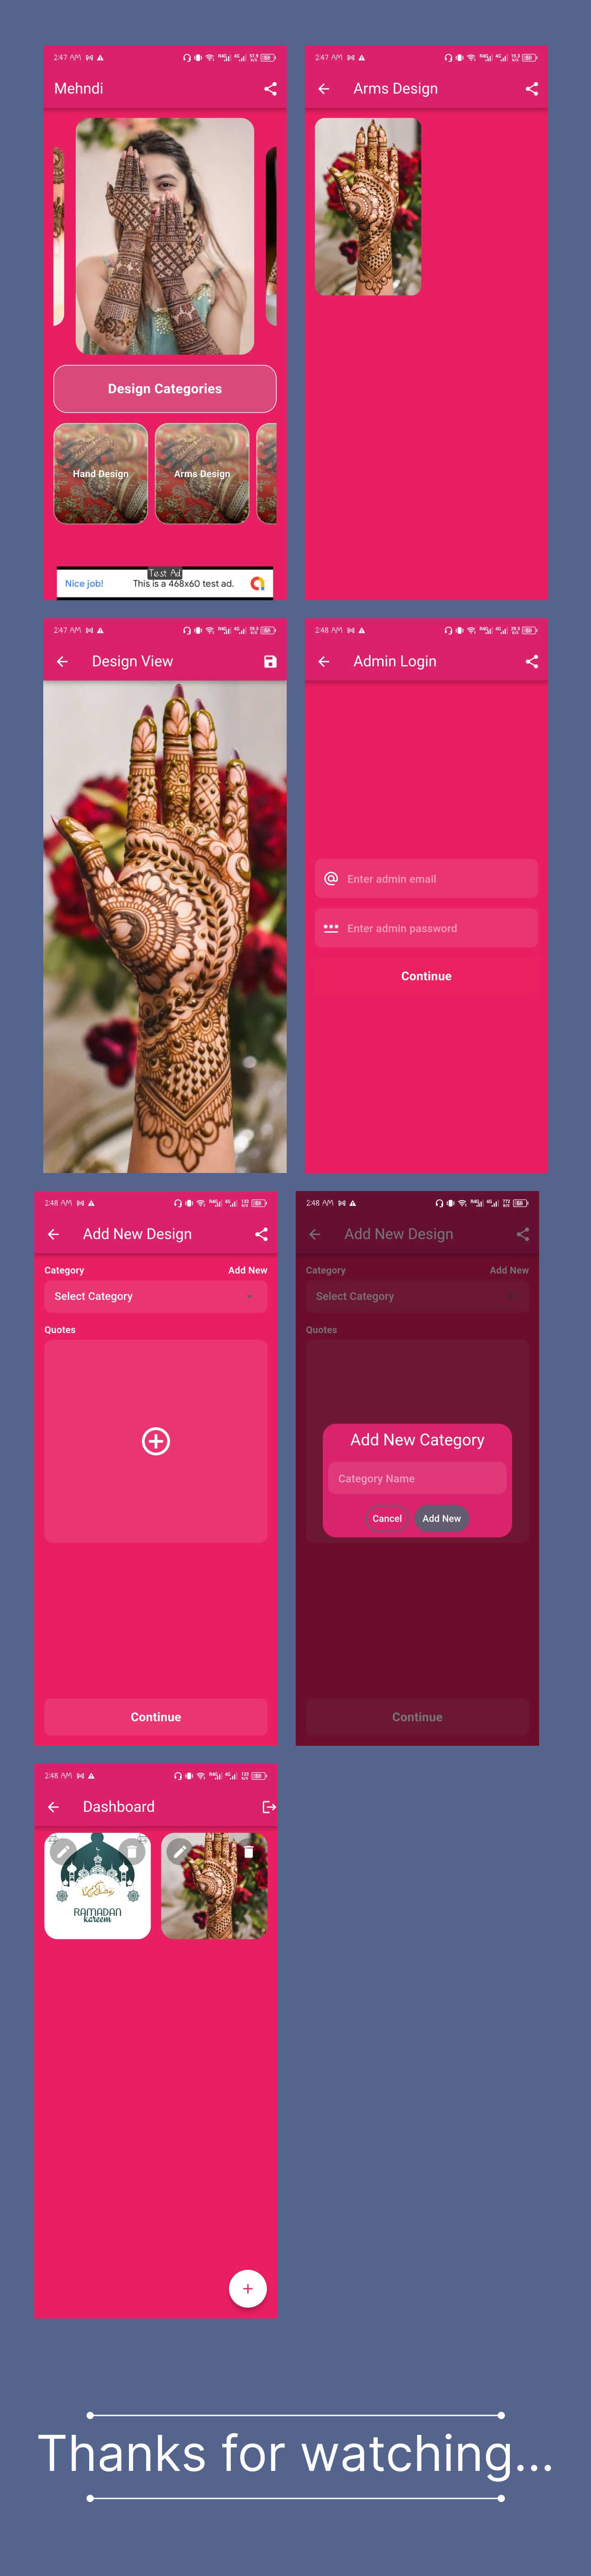 2:47 AM
Mehndi
Design Categories
Hand Design
Arms Design
Test Ad
Nice job!
This is a 468x60 test ad.
2:47 AM
Arms Design
2:47 AM
Design View
2:48 AM
Admin Login
Enter admin email
Enter admin password
Continue
2:48 AM
Add New Design
Category
Add New
Select Category
Quotes
Continue
2:48 AM
Add New Design
Category
Add New
Select Category
Quotes
Add New Category
Category Name
Cancel
Add New
Continue
2:48 AM
Dashboard
RAMADAN
kareem
Thanks for watching...